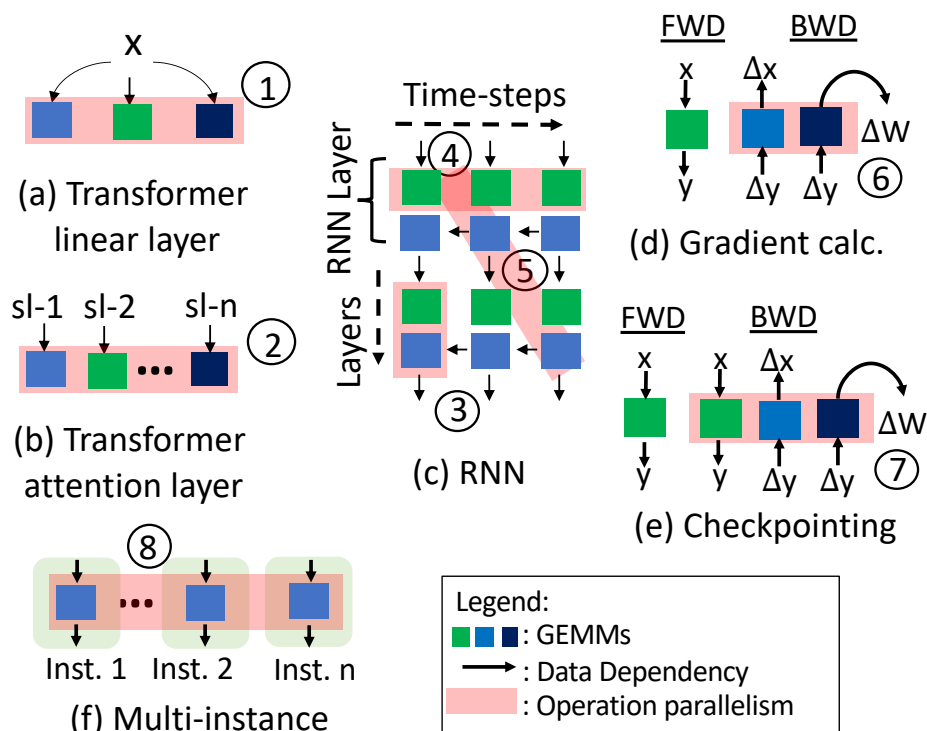 x
①
(a) Transformer
linear layer
sl-1 sl-2 sl-n
②
(b) Transformer
attention layer
Time-steps
④
RNN Layer
⑤
Layers
③
(c) RNN
FWD BWD
x Δx
ΔW
y Δy Δy
⑥
(d) Gradient calc.
FWD BWD
x x Δx
ΔW
y y Δy Δy
⑦
(e) Checkpointing
⑧
Inst. 1 Inst. 2 Inst. n
(f) Multi-instance
Legend:
: GEMMs
: Data Dependency
: Operation parallelism